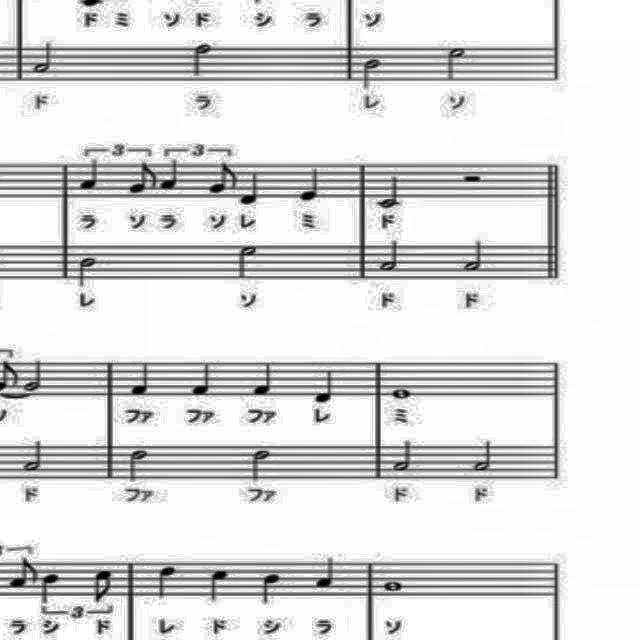 ド ミ ソ ド シ ラ ソ
ド ラ レ ソ
3 3
ラ ソ ラ ソ レ ミ ド
レ ソ ド ド
ファ ファ ファ レ ミ
ド ファ ファ ド ド
3
ラ シ ド レ ド シ ラ ソ